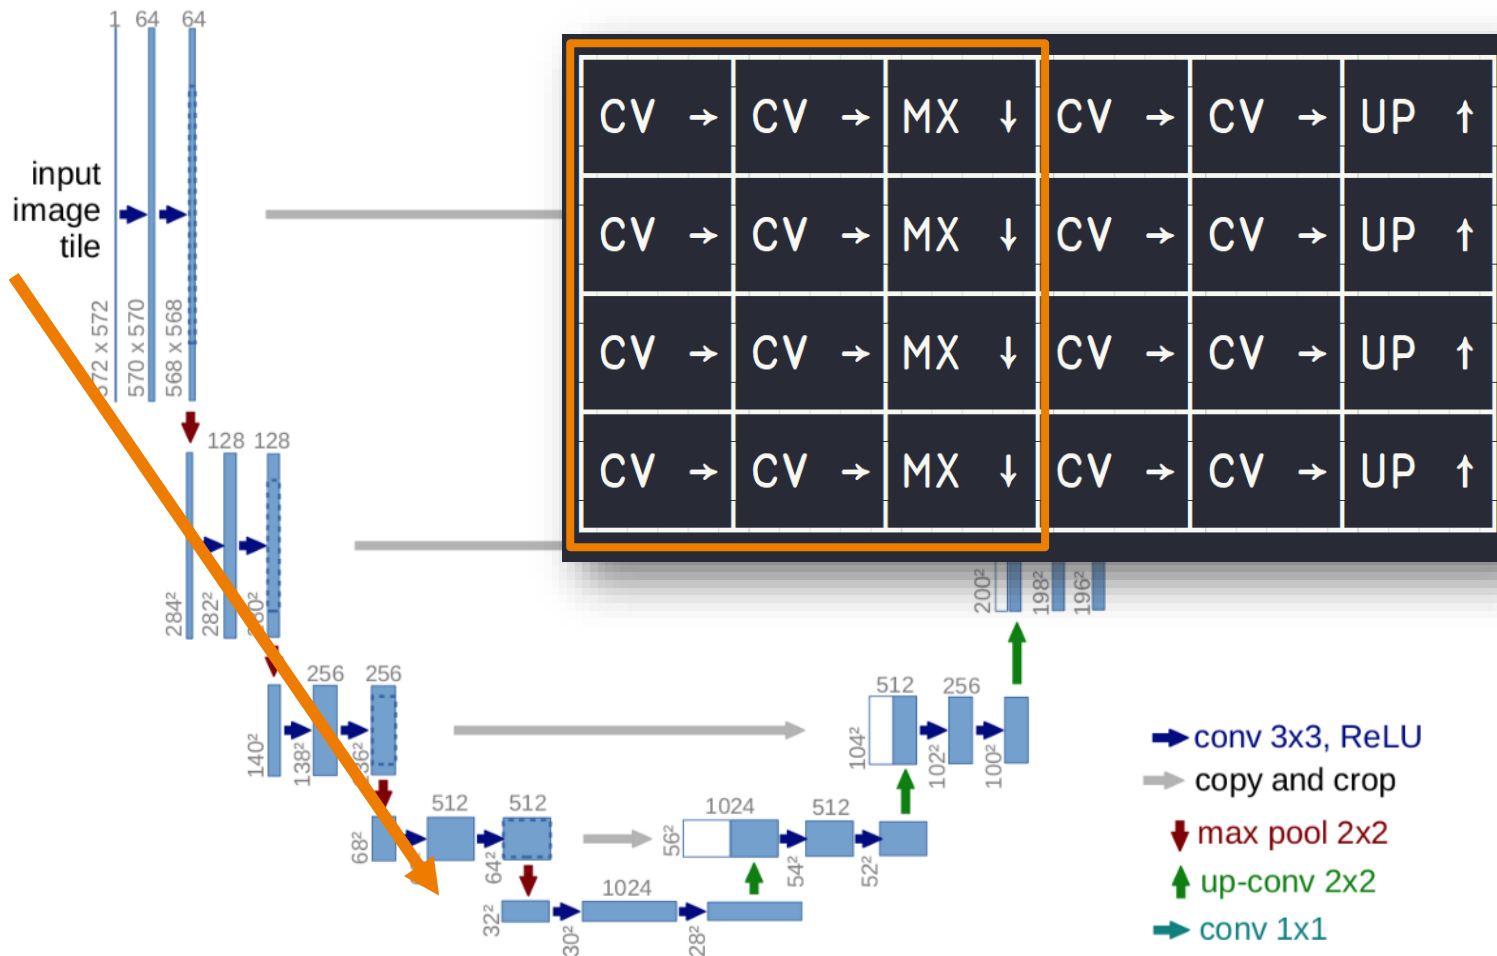 1 64 64
CV → CV → MX ↓ CV → CV → UP ↑
CV → CV → MX ↓ CV → CV → UP ↑
CV → CV → MX ↓ CV → CV → UP ↑
CV → CV → MX ↓ CV → CV → UP ↑
input
image
tile
572 x 572
570 x 570
568 x 568
128 128
284²
282²
280²
200²
198²
196²
256 256
140²
138²
136²
512 256
104²
102²
100²
512 512
68²
64²
1024 512
56²
54²
52²
1024
32²
30²
28²
conv 3x3, ReLU
copy and crop
max pool 2x2
up-conv 2x2
conv 1x1